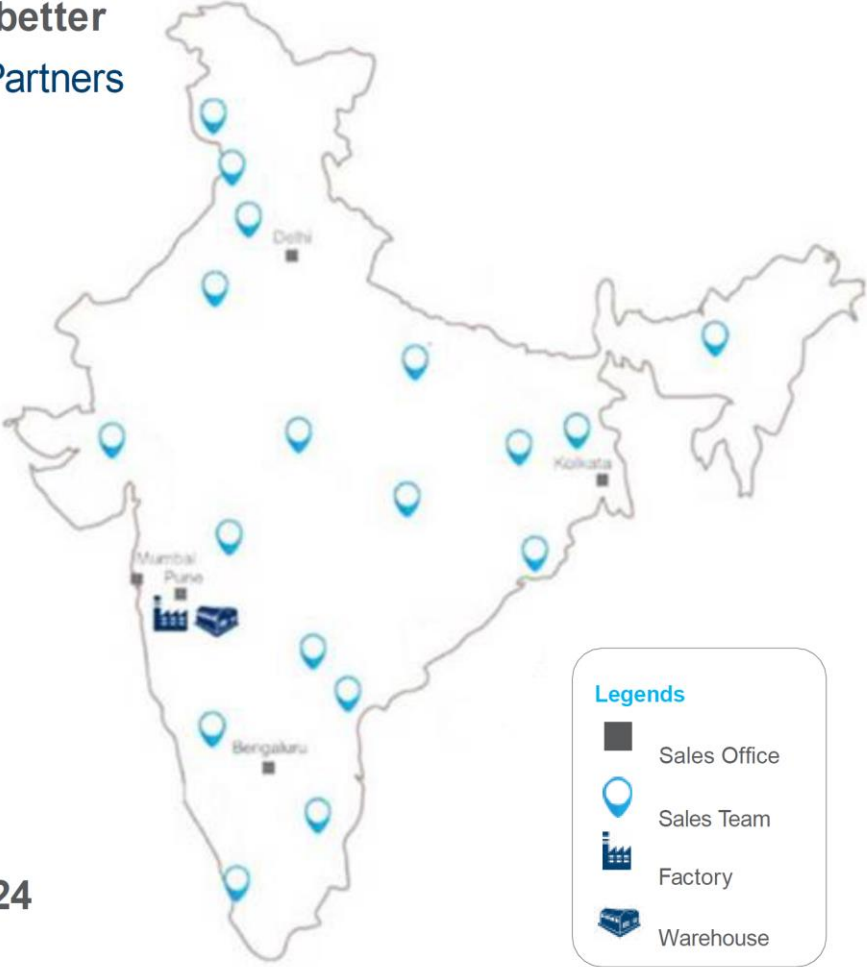 better
Partners
Delhi
Kolkata
Mumbai
Pune
Bengaluru
24
Legends
Sales Office
Sales Team
Factory
Warehouse